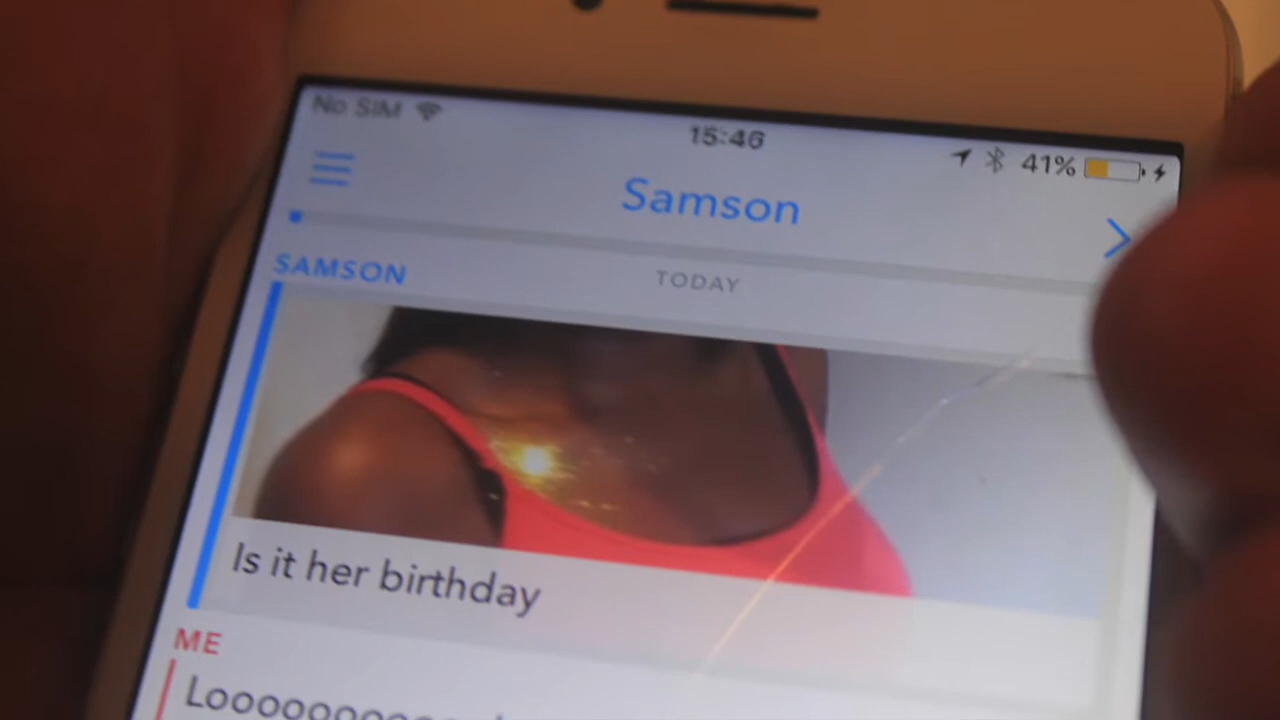 No SIM
15:46
41%
Samson
SAMSON
TODAY
Is it her birthday
ME